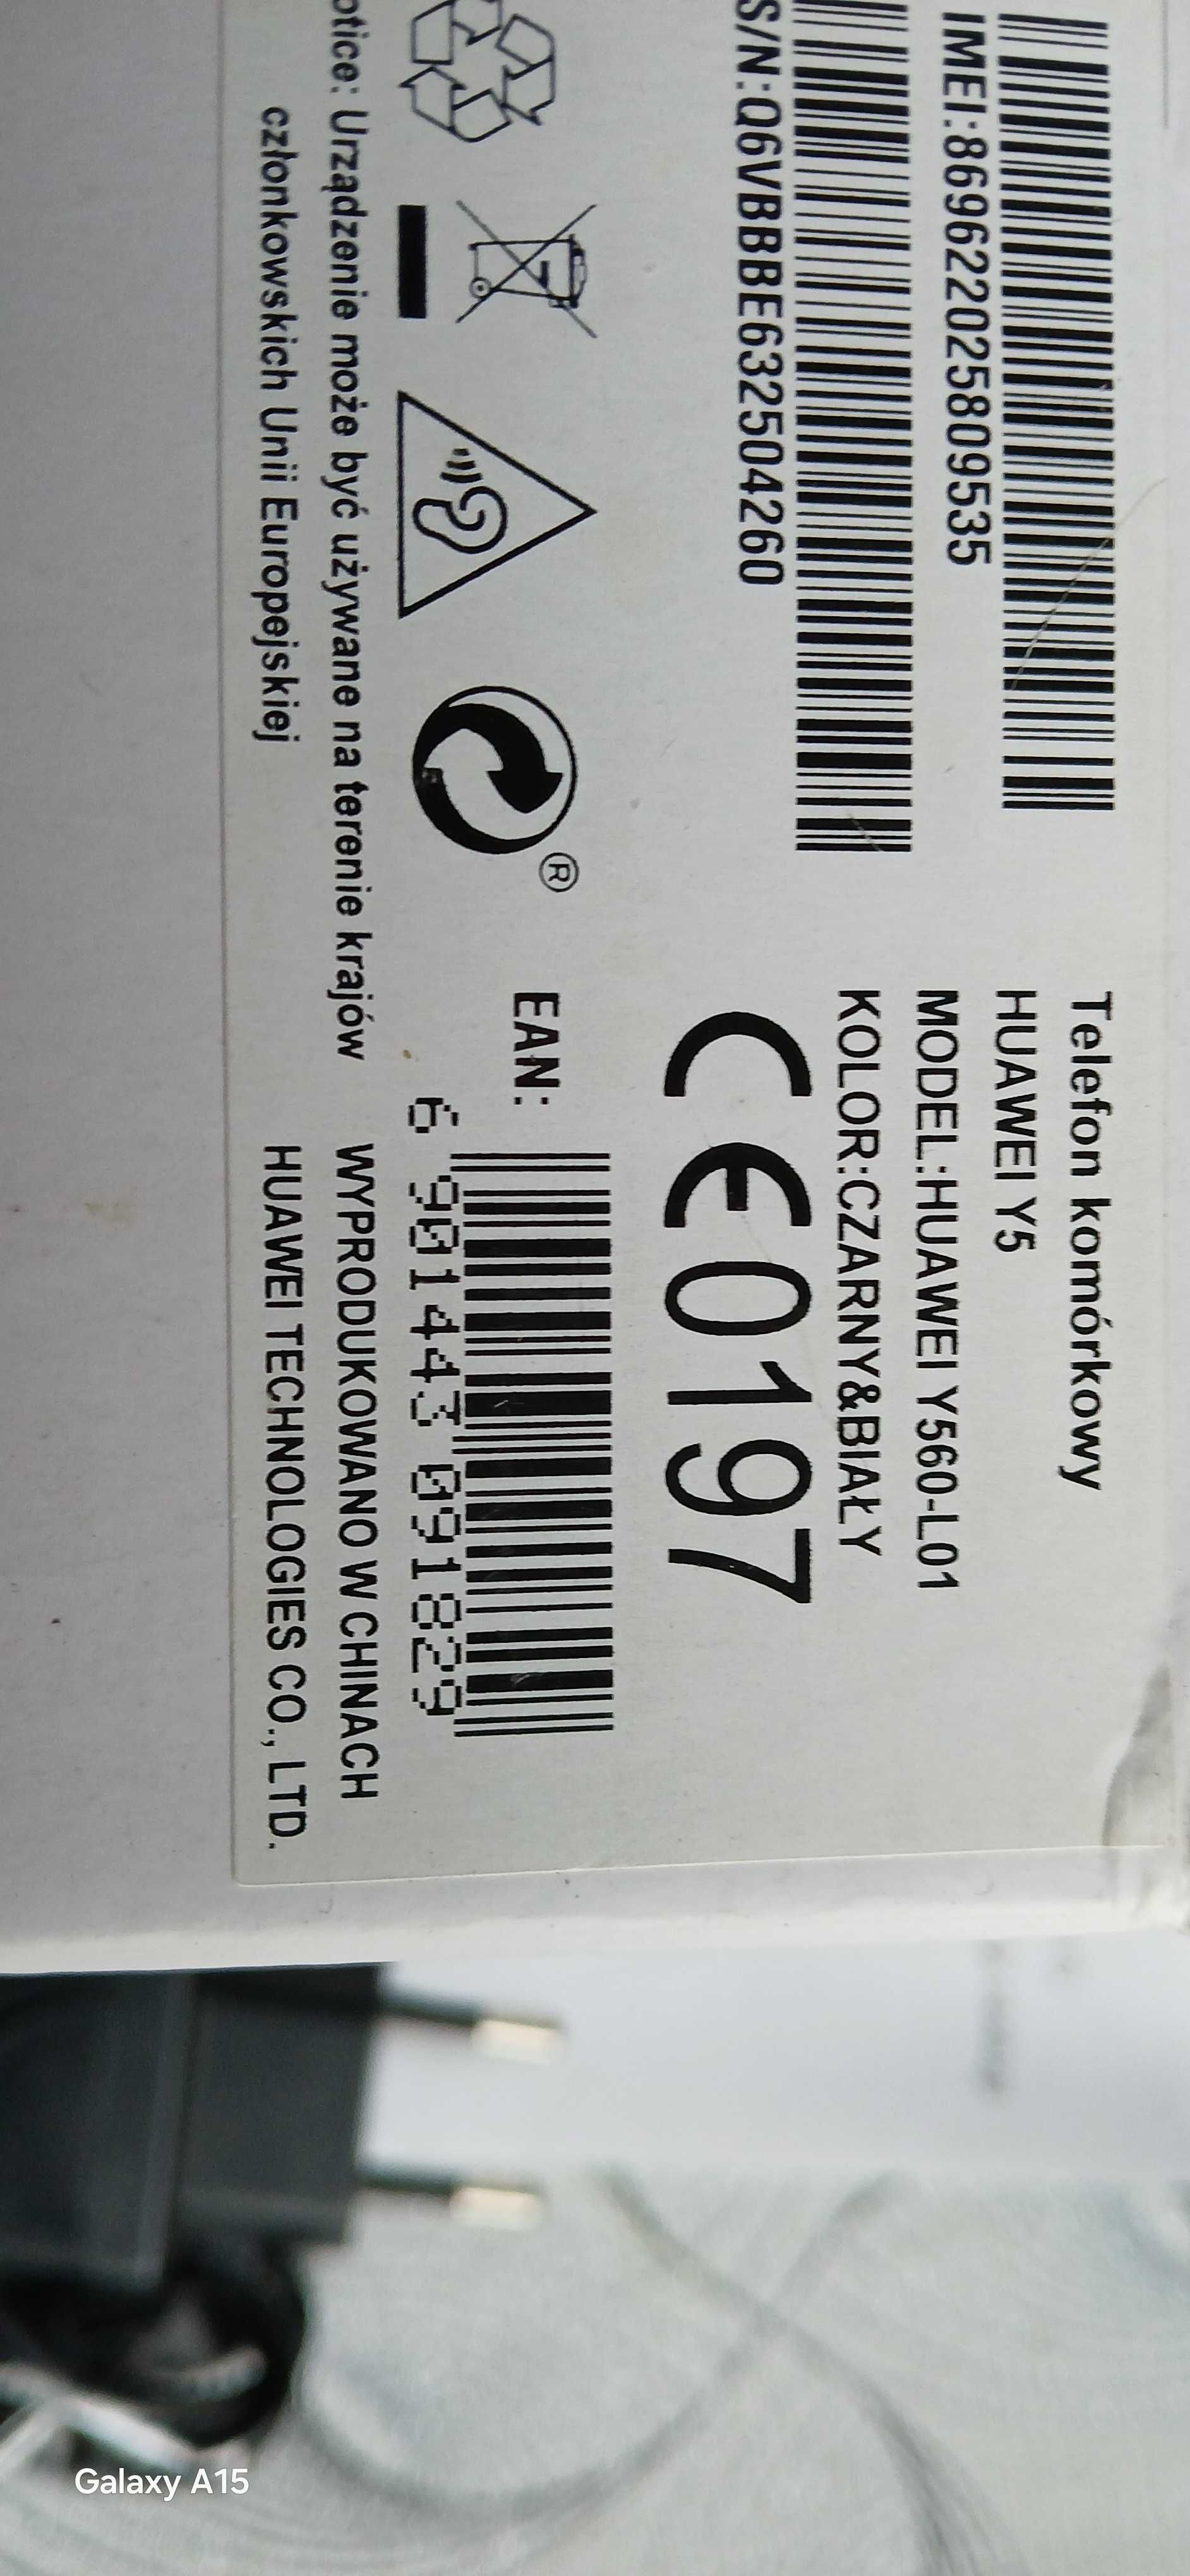 IMEI:869622025809535
S/N:Q6VBBBE632504260
Telefon komórkowy
HUAWEI Y5
MODEL:HUAWEI Y560-L01
KOLOR:CZARNY&BIAŁY
CE0197
®
EAN:
6 901443 091829
otice: Urządzenie może być używane na terenie krajów
członkowskich Unii Europejskiej
WYPRODUKOWANO W CHINACH
HUAWEI TECHNOLOGIES CO., LTD.
Galaxy A15